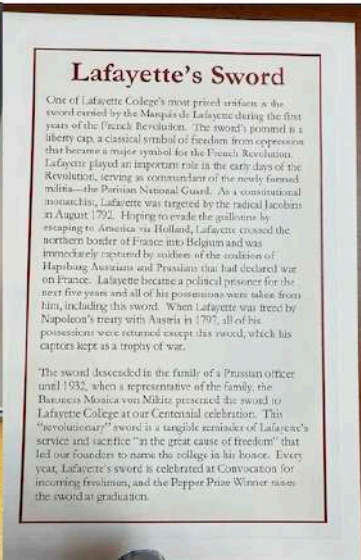 Lafayette's Sword
One of Lafayette College's most prized artifacts is the
sword carried by the Marquis de Lafayette during the first
years of the French Revolution. The sword's pommel is a
liberty cap, a classical symbol of freedom from oppression
that became a major symbol for the French Revolution.
Lafayette played an important role in the early days of the
Revolution, serving as commandant of the newly formed
militia—the Parisian National Guard. As a constitutional
monarchist, Lafayette was targeted by the radical Jacobins
in August 1792. Hoping to evade the guillotine by
escaping to America via Holland, Lafayette crossed the
northern border of France into Belgium and was
immediately captured by soldiers of the coalition of
Hapsburg Austrians and Prussians that had declared war
on France. Lafayette became a political prisoner for the
next five years and all of his possessions were taken from
him, including this sword. When Lafayette was freed by
Napoleon's treaty with Austria in 1797, all of his
possessions were returned except this sword, which his
captors kept as a trophy of war.
The sword descended in the family of a Prussian officer
until 1932, when a representative of the family, the
Baroness Monica von Mikitz presented the sword to
Lafayette College at our Centennial celebration. This
"revolutionary" sword is a tangible reminder of Lafayette's
service and sacrifice "in the great cause of freedom" that
led our founders to name the college in his honor. Every
year, Lafayette's sword is celebrated at Convocation for
incoming freshmen, and the Pepper Prize Winner raises
the sword at graduation.